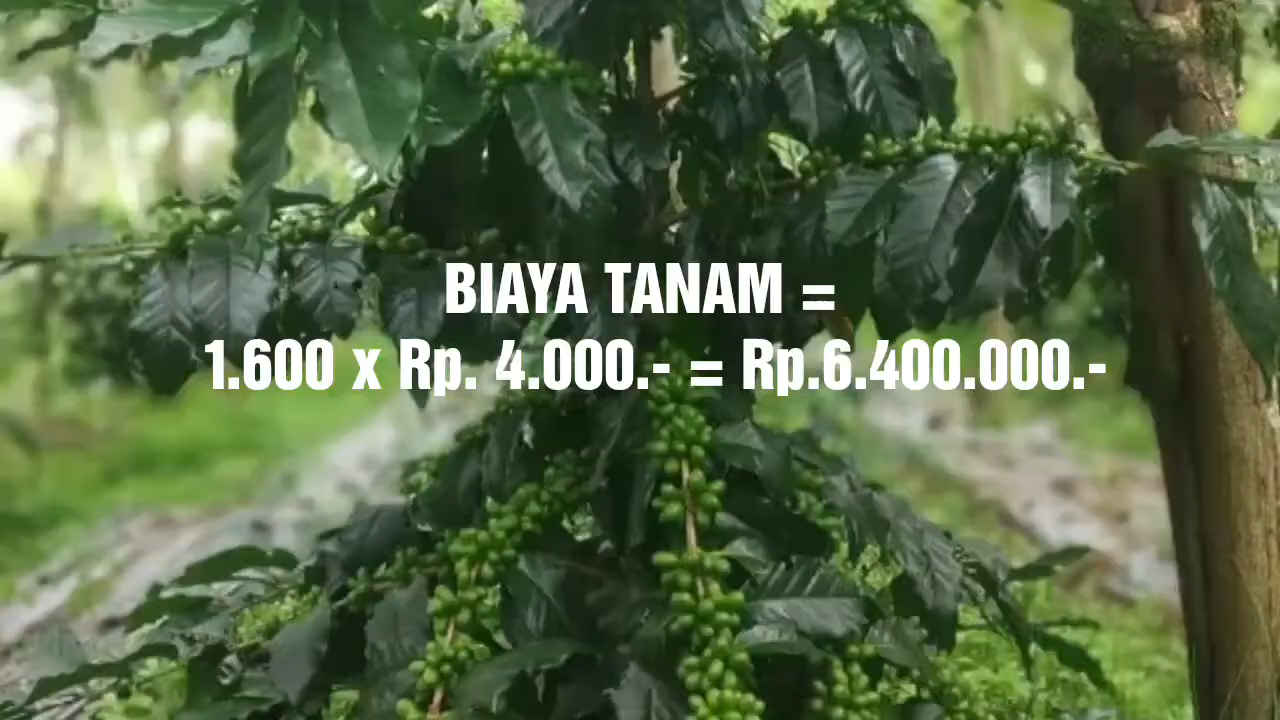 BIAYA TANAM =
1.600 x Rp. 4.000.- = Rp.6.400.000.-